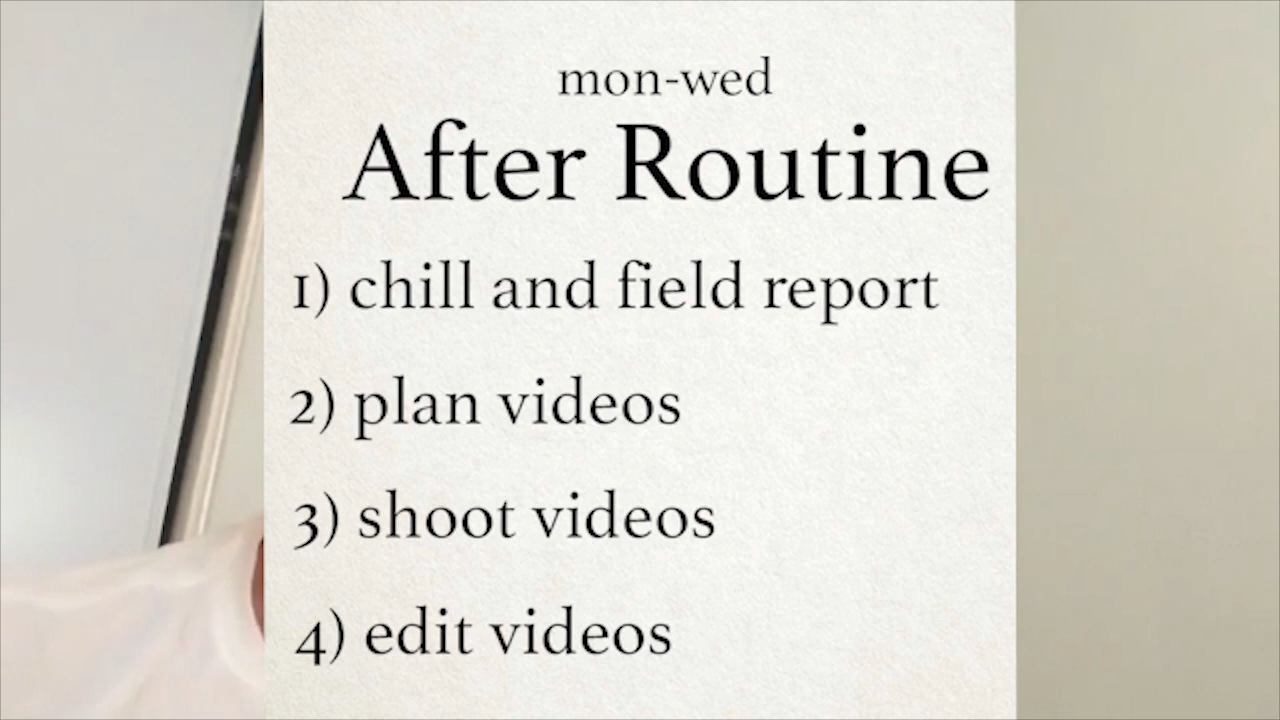 mon-wed
After Routine
1) chill and field report
2) plan videos
3) shoot videos
4) edit videos